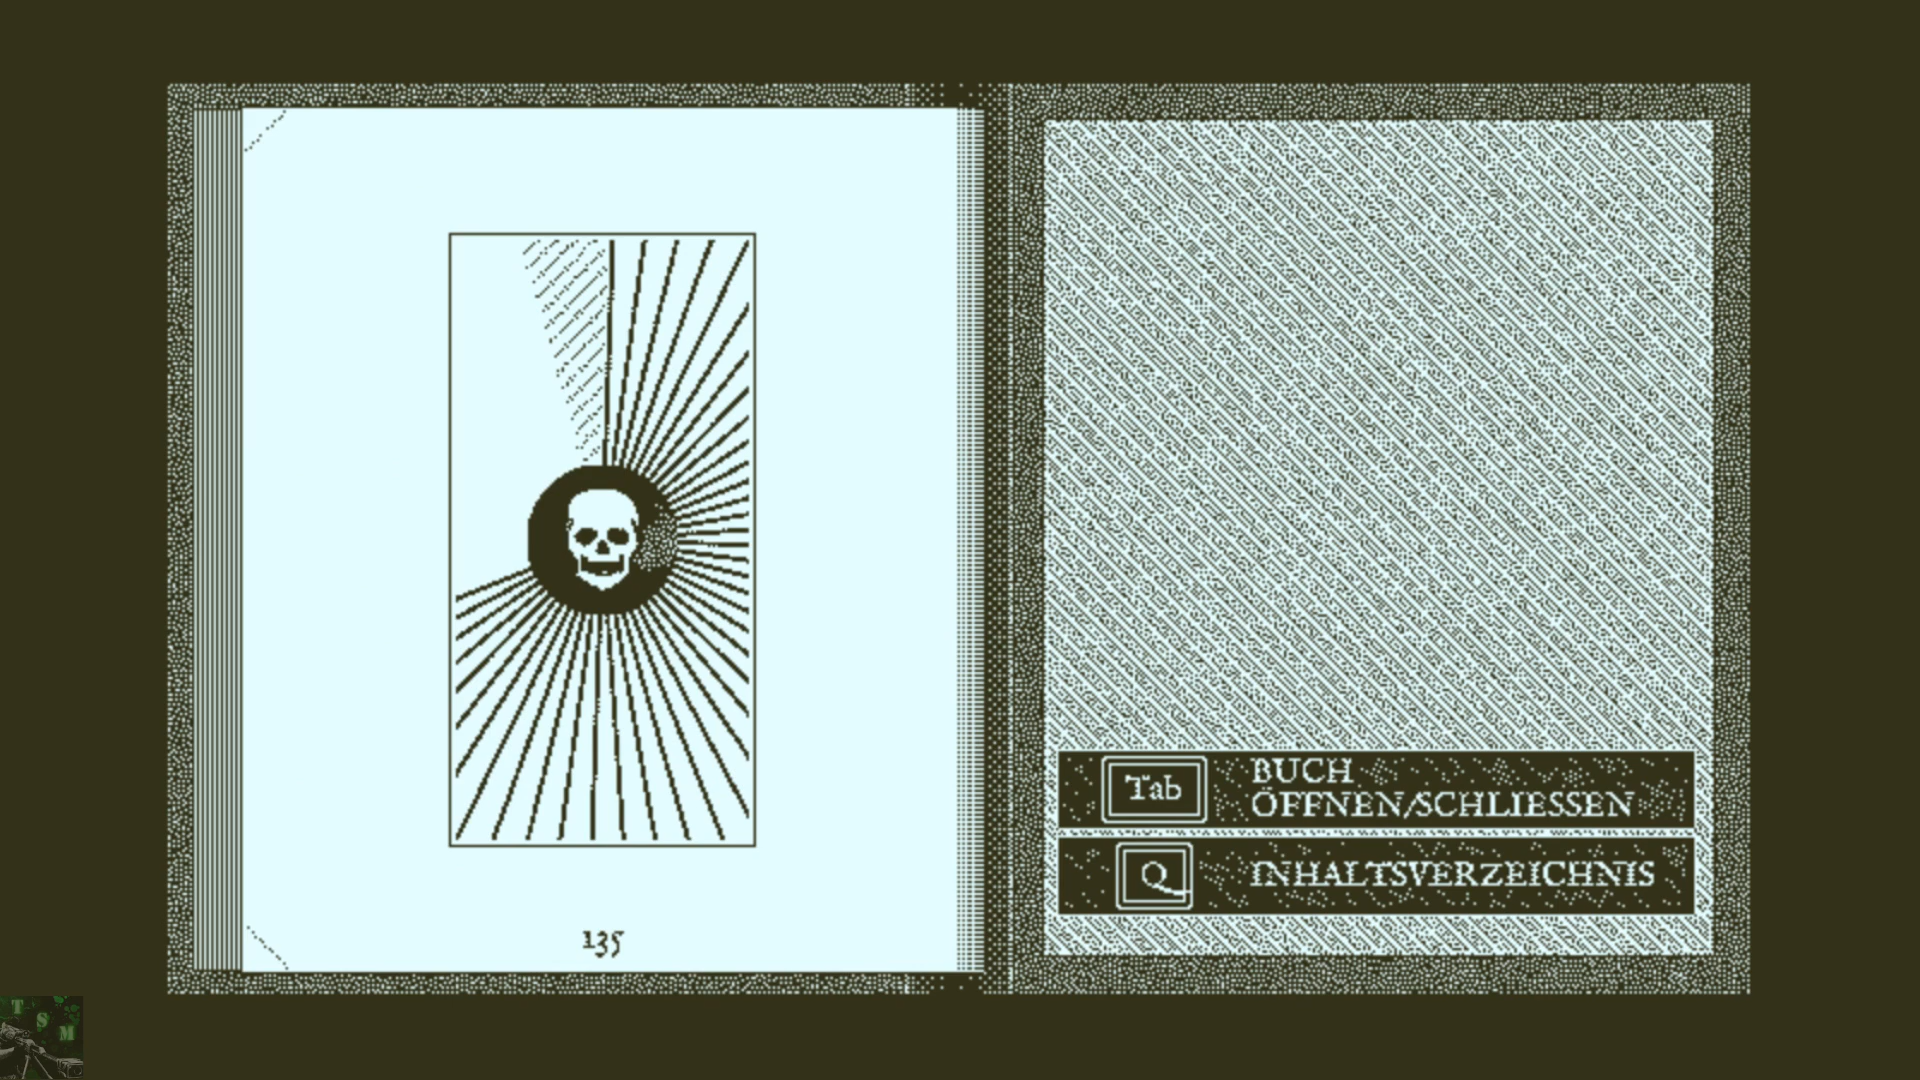 135
Tab
BUCH
ÖFFNEN/SCHLIESSEN
Q
INHALTSVERZEICHNIS
T
S
M